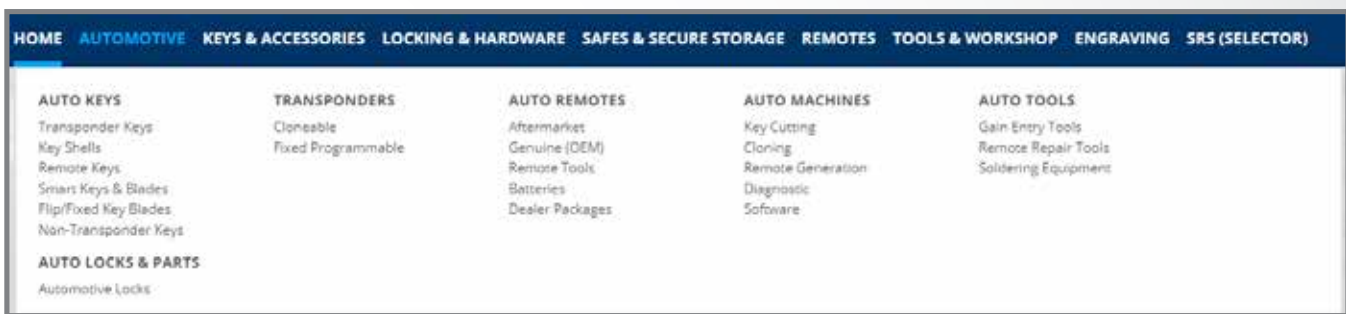 HOME AUTOMOTIVE KEYS & ACCESSORIES LOCKING & HARDWARE SAFES & SECURE STORAGE REMOTES TOOLS & WORKSHOP ENGRAVING SRS (SELECTOR)
AUTO KEYS
Transponder Keys
Key Shells
Remote Keys
Smart Keys & Blades
Flip/Fixed Key Blades
Non-Transponder Keys
AUTO LOCKS & PARTS
Automotive Locks
TRANSPONDERS
Cloneable
Fixed Programmable
AUTO REMOTES
Aftermarket
Genuine (OEM)
Remote Tools
Batteries
Dealer Packages
AUTO MACHINES
Key Cutting
Cloning
Remote Generation
Diagnostic
Software
AUTO TOOLS
Gain Entry Tools
Remote Repair Tools
Soldering Equipment